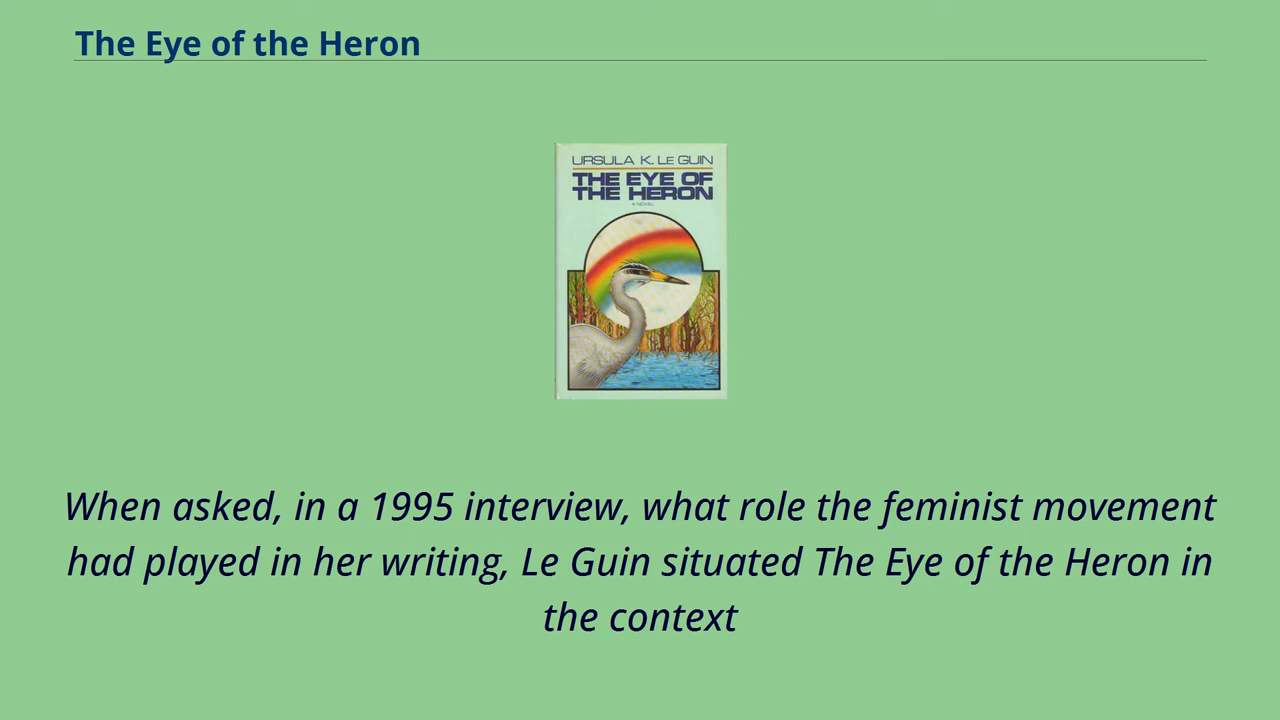 The Eye of the Heron
URSULA K. LE GUIN
THE EYE OF
THE HERON
A NOVEL
When asked, in a 1995 interview, what role the feminist movement
had played in her writing, Le Guin situated The Eye of the Heron in
the context